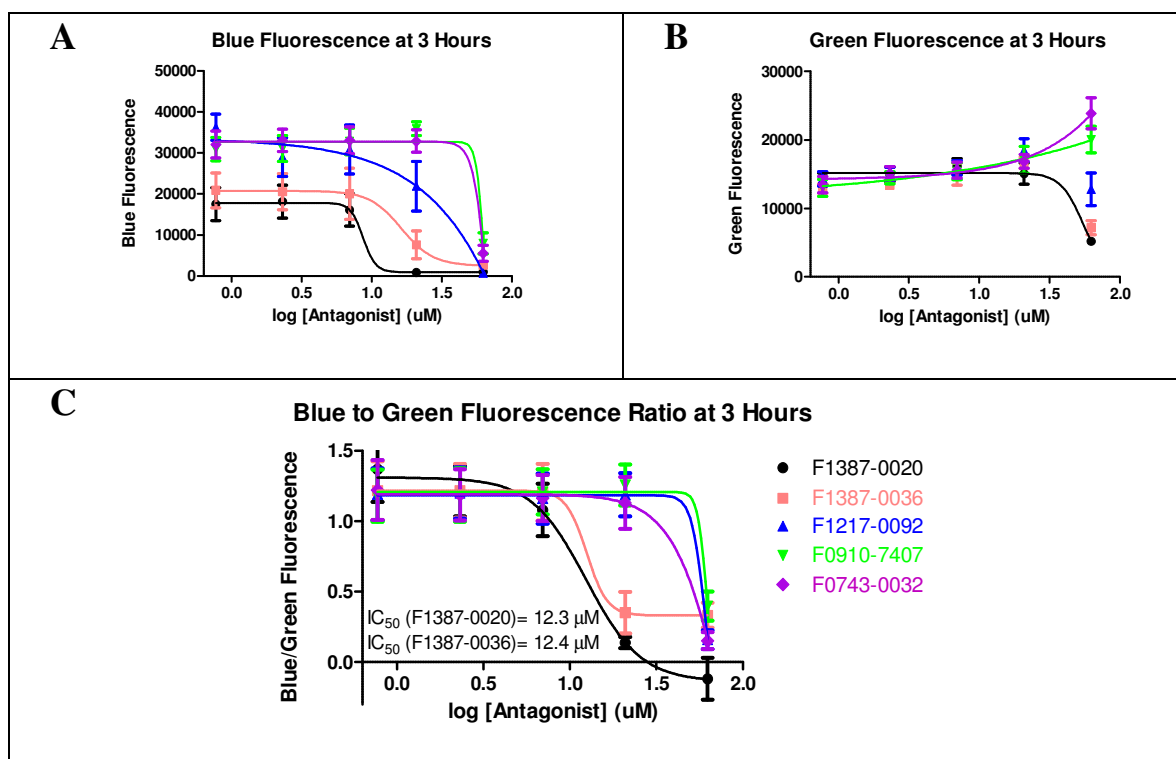 A
Blue Fluorescence at 3 Hours
50000
40000
30000
20000
10000
0
Blue Fluorescence
0.0 0.5 1.0 1.5 2.0
log [Antagonist] (uM)
B
Green Fluorescence at 3 Hours
30000
20000
10000
0
Green Fluorescence
0.0 0.5 1.0 1.5 2.0
log [Antagonist] (uM)
C
Blue to Green Fluorescence Ratio at 3 Hours
1.5
1.0
0.5
0.0
Blue/Green Fluorescence
IC50 (F1387-0020)= 12.3 µM
IC50 (F1387-0036)= 12.4 µM
0.0 0.5 1.0 1.5 2.0
log [Antagonist] (uM)
F1387-0020
F1387-0036
F1217-0092
F0910-7407
F0743-0032